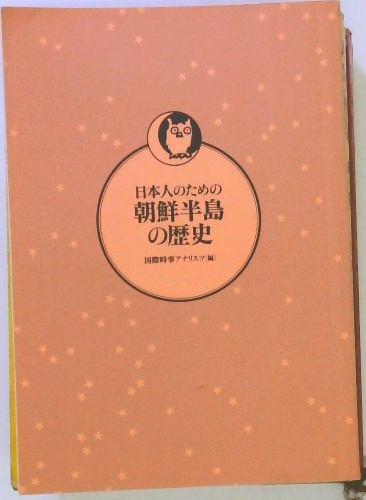 日本人のための
朝鮮半島
の歴史
国際時事アナリスツ[編]